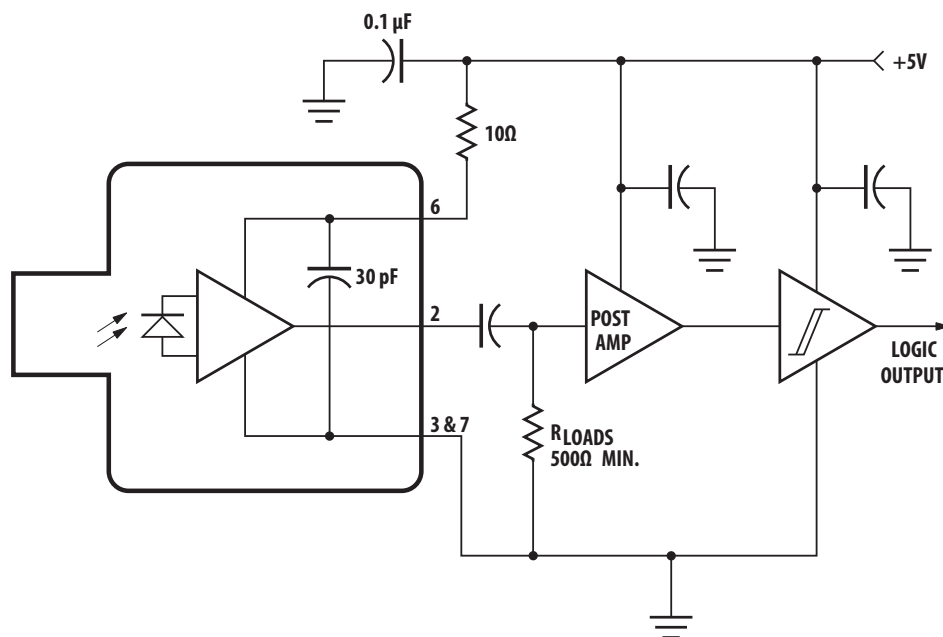 0.1 µF
+5V
10Ω
6
30 pF
2
POST
AMP
LOGIC
OUTPUT
3 & 7
RLOADS
500Ω MIN.